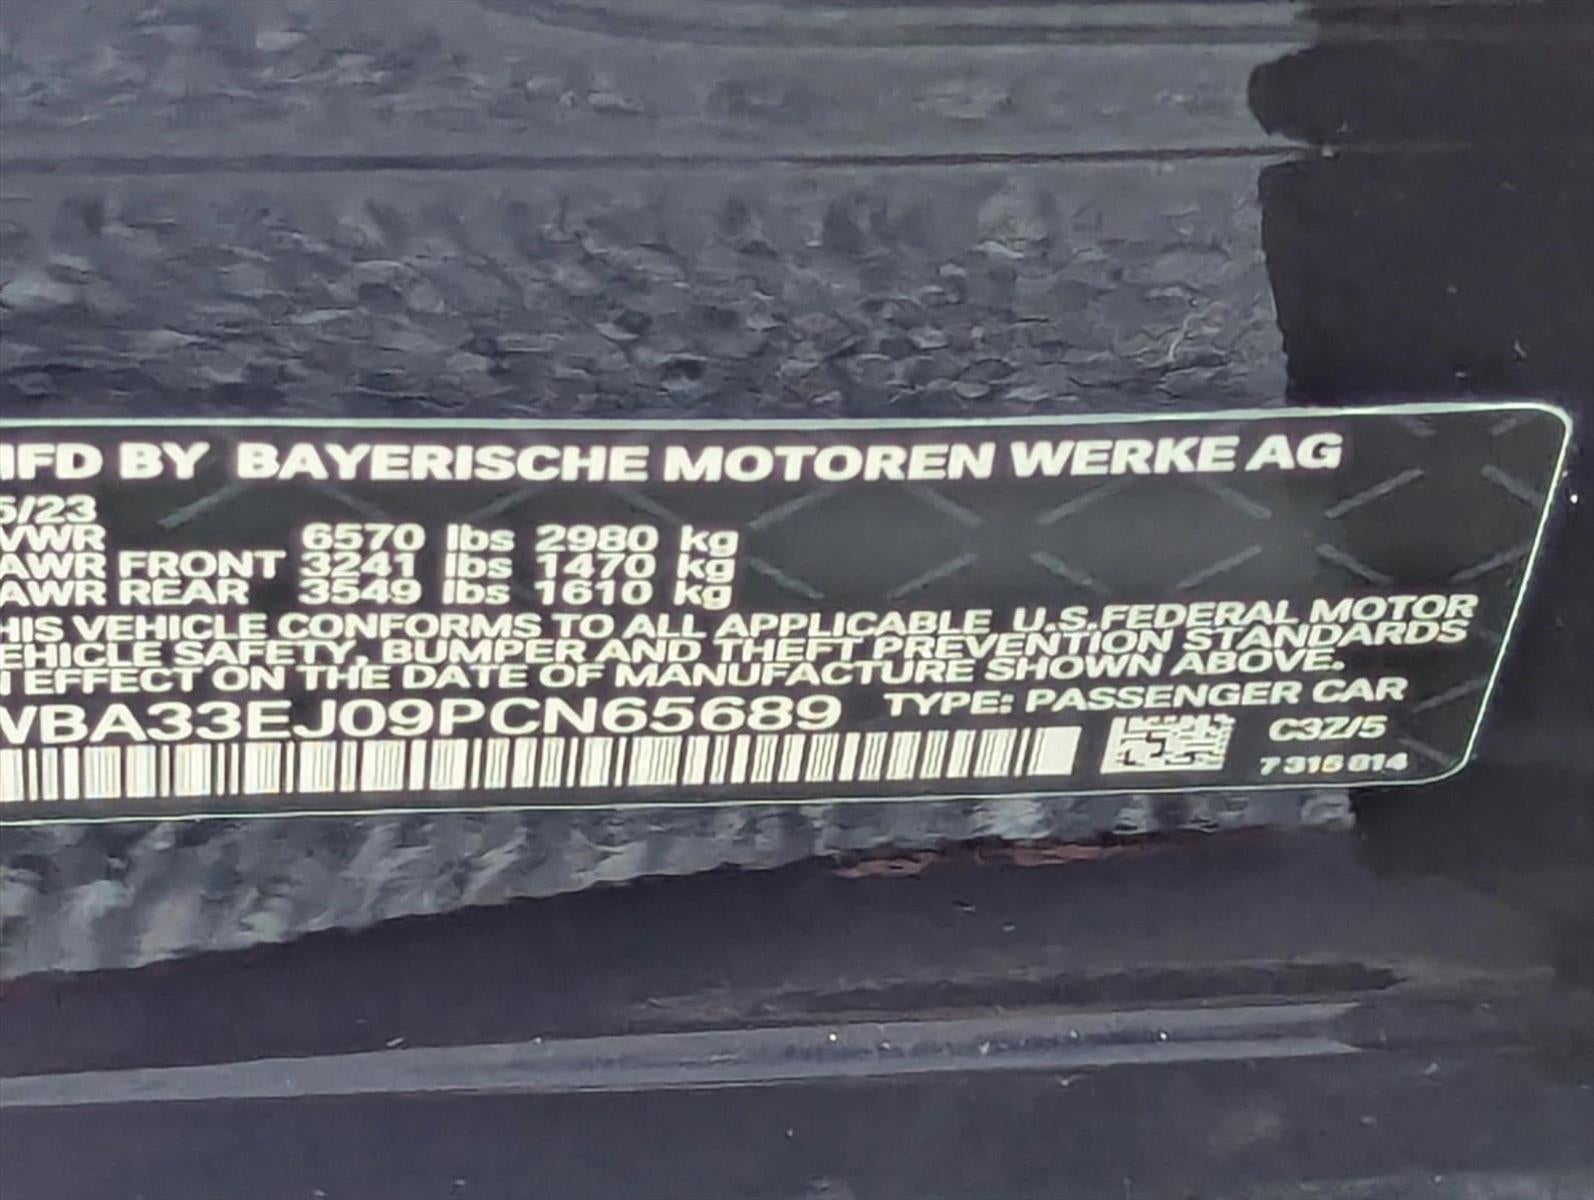 MFD BY BAYERISCHE MOTOREN WERKE AG
5/23
VWR 6570 lbs 2980 kg
AWR FRONT 3241 lbs 1470 kg
AWR REAR 3549 lbs 1610 kg
HIS VEHICLE CONFORMS TO ALL APPLICABLE U.S.FEDERAL MOTOR
EHICLE SAFETY, BUMPER AND THEFT PREVENTION STANDARDS
N EFFECT ON THE DATE OF MANUFACTURE SHOWN ABOVE.
WBA33EJ09PCN65689 TYPE: PASSENGER CAR
C3Z/5
7 315 014